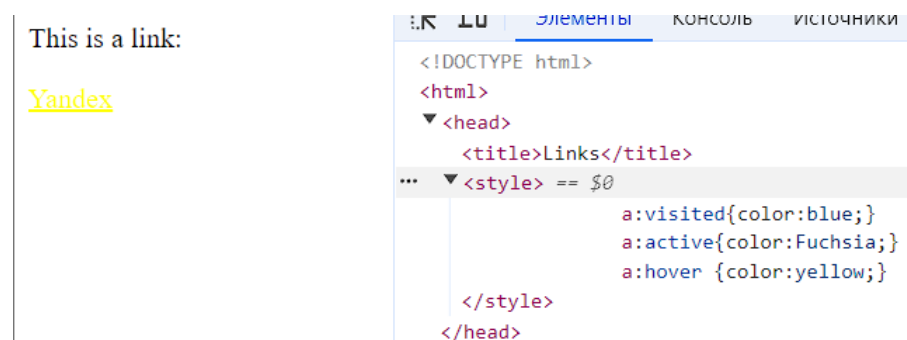 Элементы Консоль Источники
This is a link:
Yandex
<!DOCTYPE html>
<html>
<head>
<title>Links</title>
<style> == $0
a:visited{color:blue;}
a:active{color:Fuchsia;}
a:hover {color:yellow;}
</style>
</head>